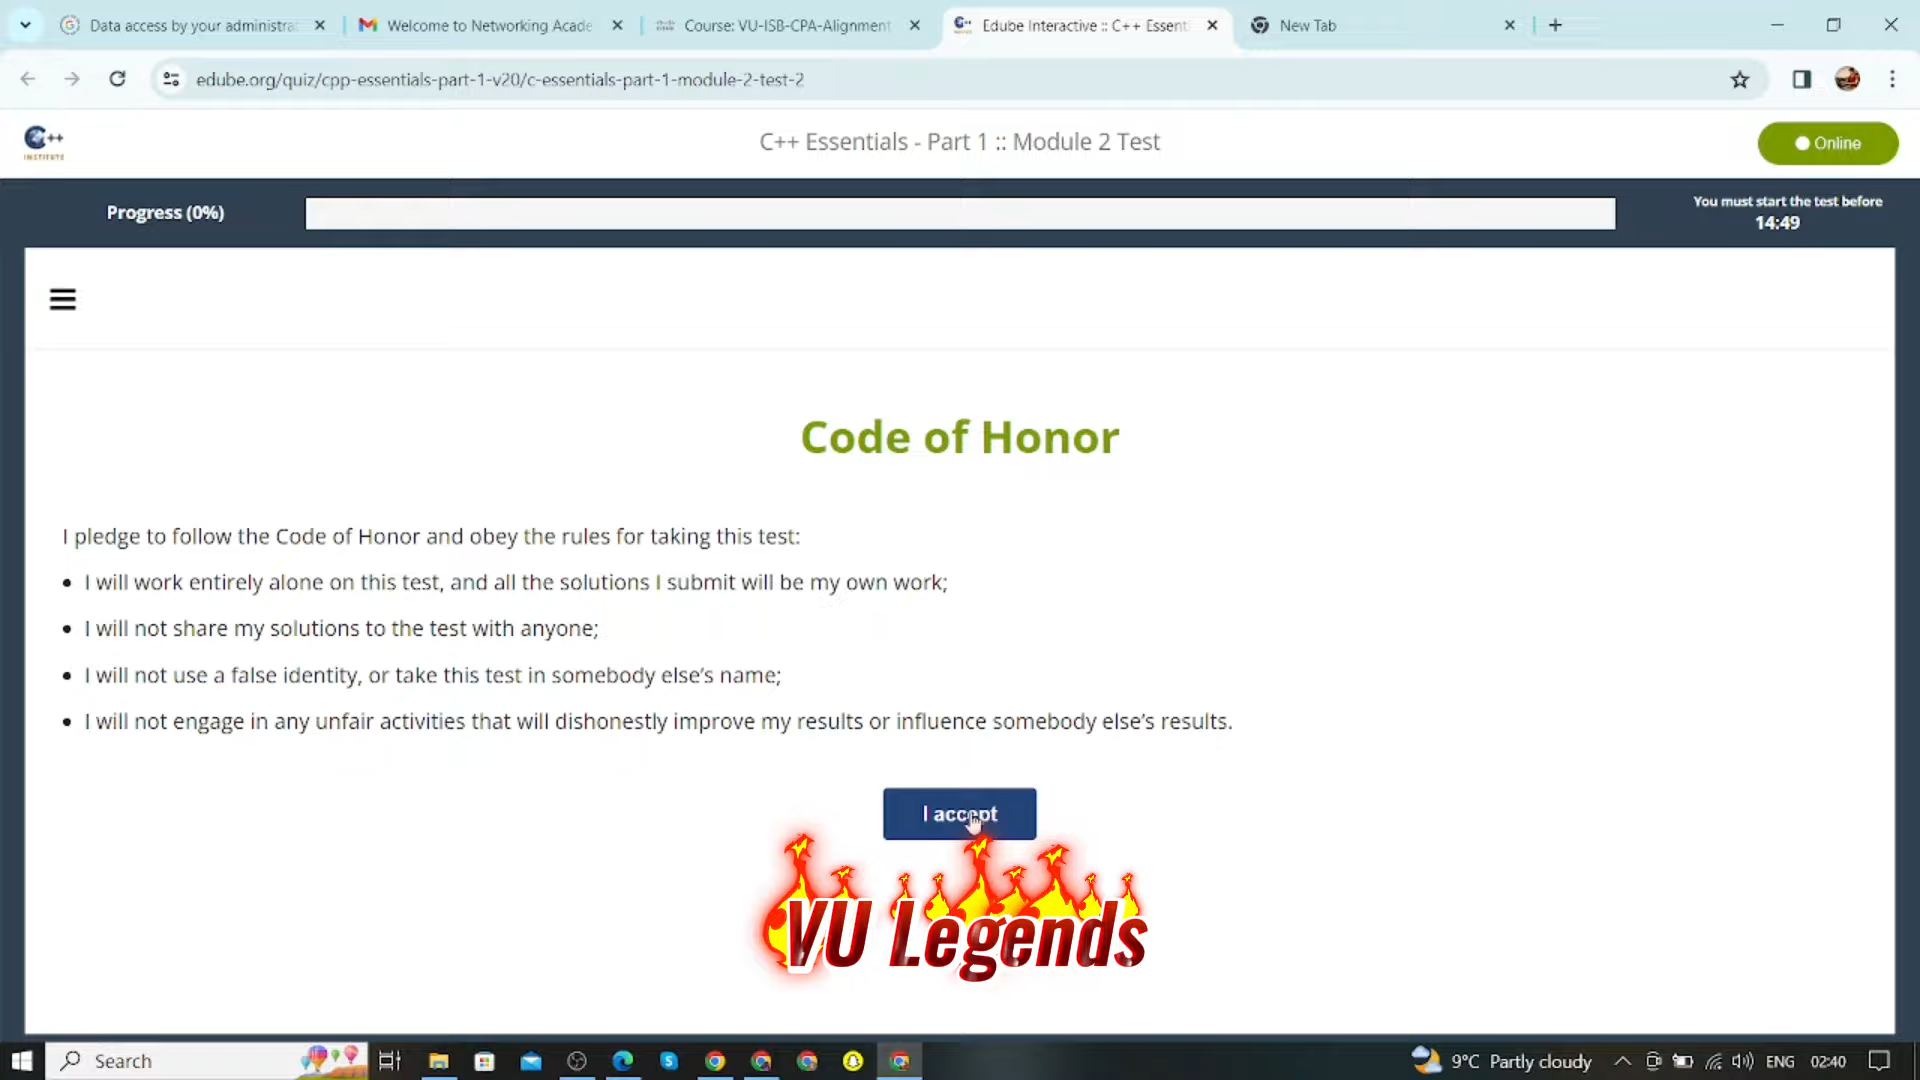 Data access by your administra
Welcome to Networking Acade
Course: VU-ISB-CPA-Alignment
Edube Interactive :: C++ Essent
New Tab
edube.org/quiz/cpp-essentials-part-1-v20/c-essentials-part-1-module-2-test-2
C++
INSTITUTE
C++ Essentials - Part 1 :: Module 2 Test
Online
Progress (0%)
You must start the test before
14:49
Code of Honor
I pledge to follow the Code of Honor and obey the rules for taking this test:
• I will work entirely alone on this test, and all the solutions I submit will be my own work;
• I will not share my solutions to the test with anyone;
• I will not use a false identity, or take this test in somebody else’s name;
• I will not engage in any unfair activities that will dishonestly improve my results or influence somebody else’s results.
I accept
VU Legends
Search
9°C Partly cloudy
ENG
02:40